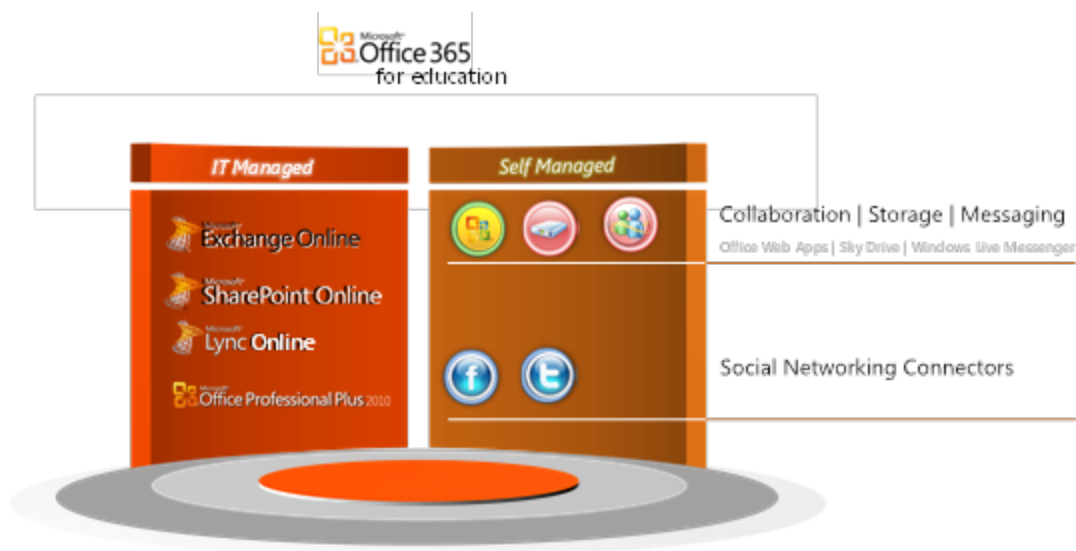 Microsoft®
Office 365
for education
IT Managed
Self Managed
Microsoft®
Exchange Online
Microsoft®
SharePoint Online
Microsoft®
Lync Online
Microsoft®
Office Professional Plus 2010
Collaboration | Storage | Messaging
Office Web Apps | Sky Drive | Windows Live Messenger
Social Networking Connectors